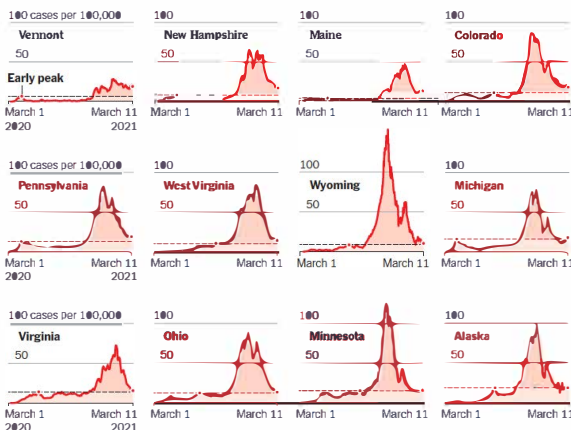 100 cases per 100,000
Vermont
50
Early peak
March 1
2020
March 11
2021
100
New Hampshire
50
March 1
March 11
100
Maine
50
March 1
March 11
100
Colorado
50
March 1
March 11
100 cases per 100,000
Pennsylvania
50
March 1
2020
March 11
2021
100
West Virginia
50
March 1
March 11
100
Wyoming
50
March 1
March 11
100
Michigan
50
March 1
March 11
100 cases per 100,000
Virginia
50
March 1
2020
March 11
2021
100
Ohio
50
March 1
March 11
100
Minnesota
50
March 1
March 11
100
Alaska
50
March 1
March 11